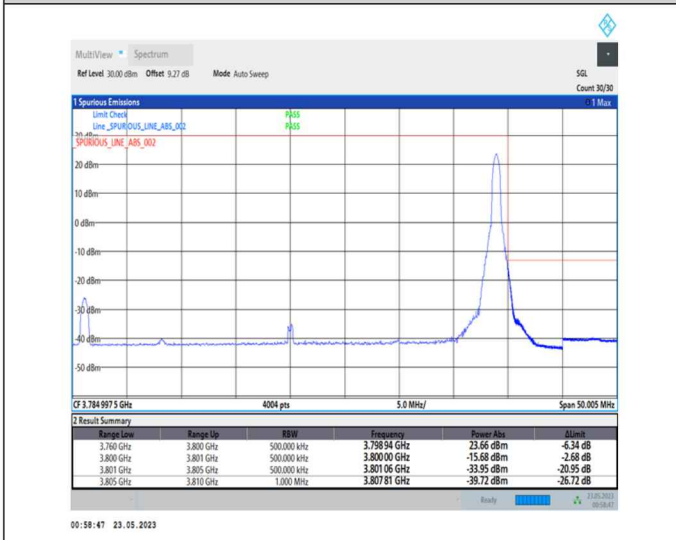 MultiView Spectrum
Ref Level 30.00 dBm Offset 9.27 dB Mode Auto Sweep SGL
Count 30/30
1 Spurious Emissions 1 Max
Limit Check PASS
Line _SPURIOUS_LINE_ABS_002 PASS
_SPURIOUS_LINE_ABS_002
20 dBm
10 dBm
0 dBm
-10 dBm
-20 dBm
-30 dBm
-40 dBm
-50 dBm
CF 3.784 997 5 GHz 4004 pts 5.0 MHz/ Span 50.005 MHz
2 Result Summary
Range Low Range Up RBW Frequency Power Abs ΔLimit
3.760 GHz 3.800 GHz 500.000 kHz 3.798 94 GHz 23.66 dBm -6.34 dB
3.800 GHz 3.801 GHz 500.000 kHz 3.800 00 GHz -15.68 dBm -2.68 dB
3.801 GHz 3.805 GHz 500.000 kHz 3.801 06 GHz -33.95 dBm -20.95 dB
3.805 GHz 3.810 GHz 1.000 MHz 3.807 81 GHz -39.72 dBm -26.72 dB
Ready 23.05.2023
00:58:47
00:58:47 23.05.2023